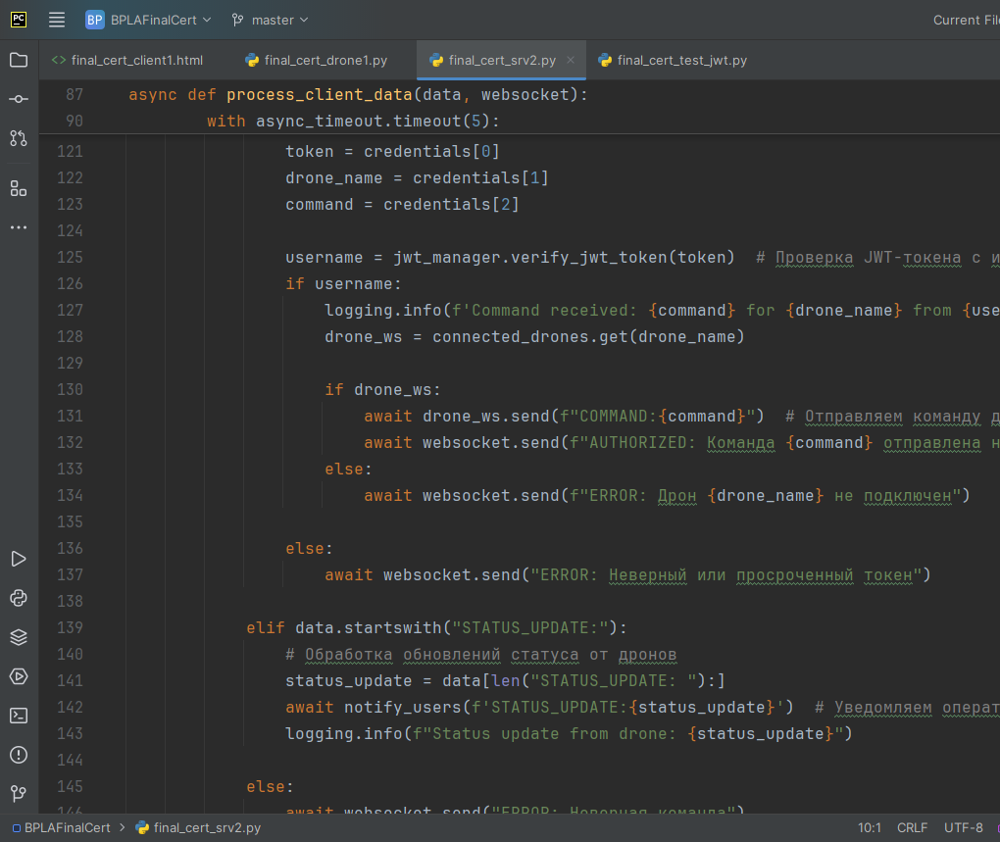 PC BP BPLAFinalCert master Current File
<> final_cert_client1.html final_cert_drone1.py final_cert_srv2.py × final_cert_test_jwt.py
87 async def process_client_data(data, websocket):
90 with async_timeout.timeout(5):
121 token = credentials[0]
122 drone_name = credentials[1]
123 command = credentials[2]
124
125 username = jwt_manager.verify_jwt_token(token)  # Проверка JWT-токена с и
126 if username:
127 logging.info(f'Command received: {command} for {drone_name} from {use
128 drone_ws = connected_drones.get(drone_name)
129
130 if drone_ws:
131 await drone_ws.send(f"COMMAND:{command}")  # Отправляем команду д
132 await websocket.send(f"AUTHORIZED: Команда {command} отправлена н
133 else:
134 await websocket.send(f"ERROR: Дрон {drone_name} не подключен")
135
136 else:
137 await websocket.send("ERROR: Неверный или просроченный токен")
138
139 elif data.startswith("STATUS_UPDATE:"):
140 # Обработка обновлений статуса от дронов
141 status_update = data[len("STATUS_UPDATE: "):]
142 await notify_users(f'STATUS_UPDATE:{status_update}')  # Уведомляем операт
143 logging.info(f"Status update from drone: {status_update}")
144
145 else:
146 await websocket.send("ERROR: Неверная команда")
BPLAFinalCert > final_cert_srv2.py 10:1 CRLF UTF-8